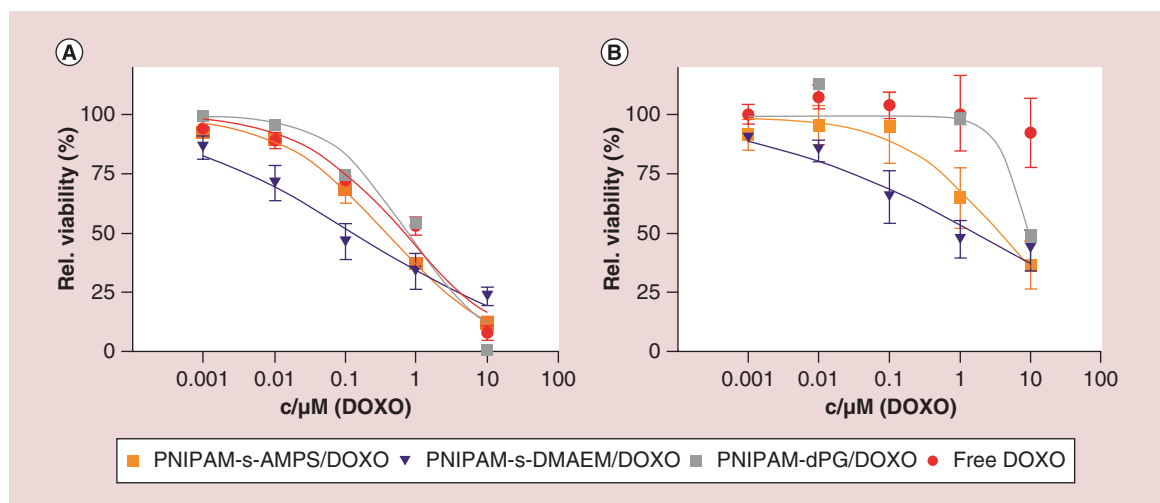 A
B
Rel. viability (%)
100
75
50
25
0
0.001 0.01 0.1 1 10 100
c/µM (DOXO)
Rel. viability (%)
100
75
50
25
0
0.001 0.01 0.1 1 10 100
c/µM (DOXO)
PNIPAM-s-AMPS/DOXO PNIPAM-s-DMAEM/DOXO PNIPAM-dPG/DOXO Free DOXO